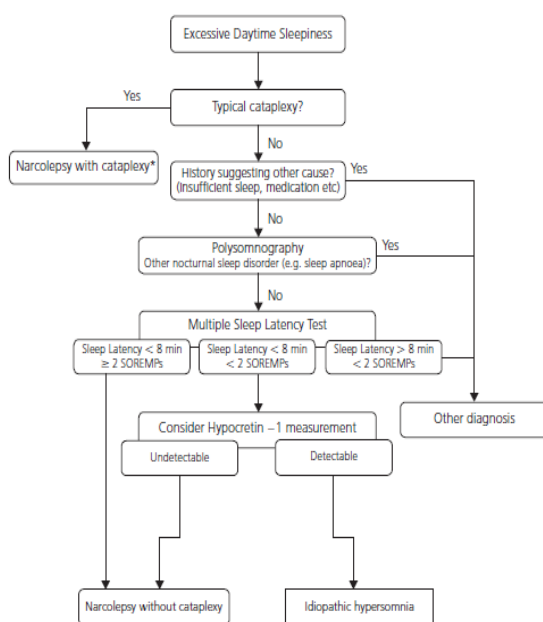 Excessive Daytime Sleepiness
Yes
Typical cataplexy?
No
Narcolepsy with cataplexy*
History suggesting other cause?
(Insufficient sleep, medication etc)
Yes
No
Polysomnography
Other nocturnal sleep disorder (e.g. sleep apnoea)?
Yes
No
Multiple Sleep Latency Test
Sleep Latency < 8 min
≥ 2 SOREMPs
Sleep Latency < 8 min
< 2 SOREMPs
Sleep Latency > 8 min
< 2 SOREMPs
Other diagnosis
Consider Hypocretin –1 measurement
Undetectable
Detectable
Narcolepsy without cataplexy
Idiopathic hypersomnia